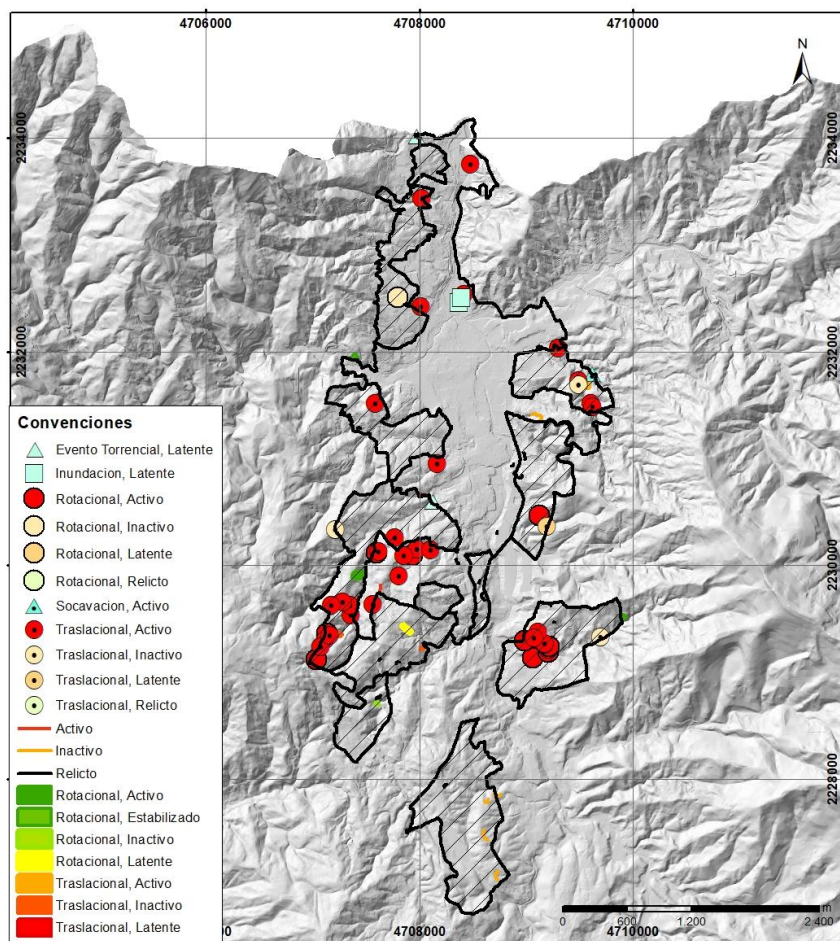 4706000 4708000 4710000
N
2234000 2234000
2232000 2232000
2230000 2230000
2228000
Convenciones
Evento Torrencial, Latente
Inundacion, Latente
Rotacional, Activo
Rotacional, Inactivo
Rotacional, Latente
Rotacional, Relicto
Socavacion, Activo
Traslacional, Activo
Traslacional, Inactivo
Traslacional, Latente
Traslacional, Relicto
Activo
Inactivo
Relicto
Rotacional, Activo
Rotacional, Estabilizado
Rotacional, Inactivo
Rotacional, Latente
Traslacional, Activo
Traslacional, Inactivo
Traslacional, Latente
m
0 600 1.200 2.400
4708000 4710000